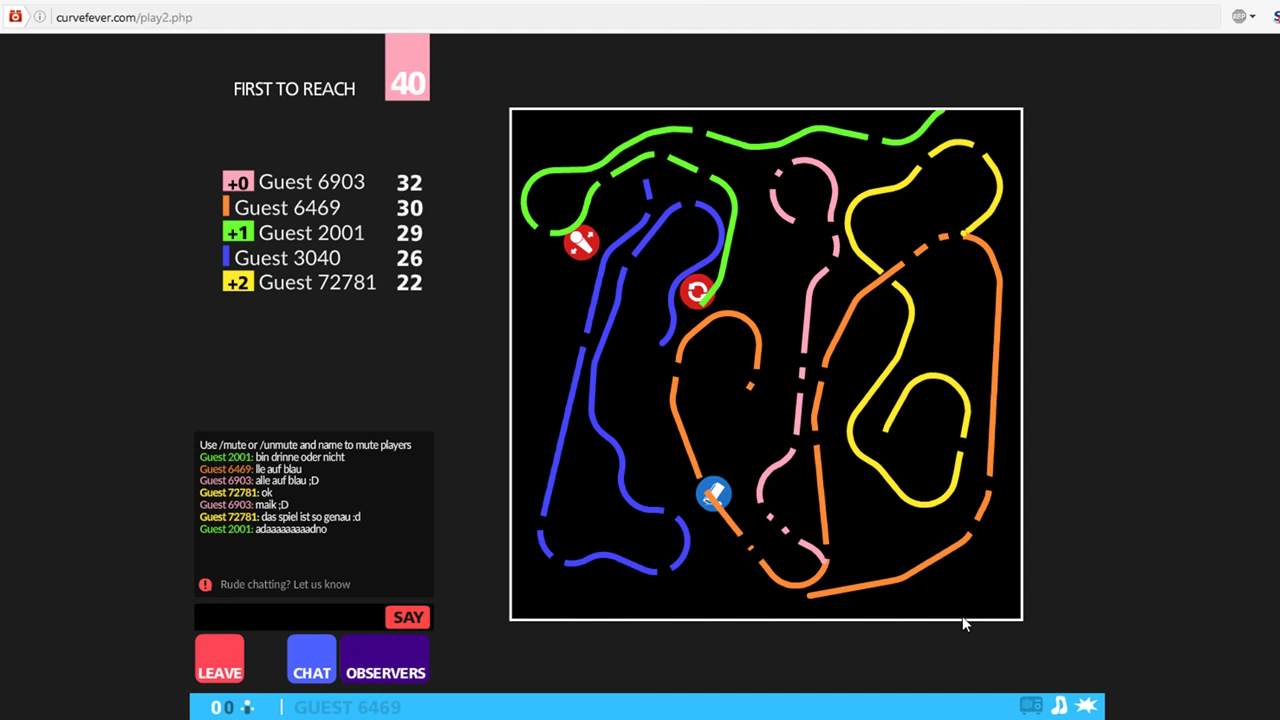 curvefever.com/play2.php
ABP
FIRST TO REACH 40
+0 Guest 6903 32
Guest 6469 30
+1 Guest 2001 29
Guest 3040 26
+2 Guest 72781 22
Use /mute or /unmute and name to mute players
Guest 2001: bin drinne oder nicht
Guest 6469: lle auf blau
Guest 6903: alle auf blau ;D
Guest 72781: ok
Guest 6903: maik ;D
Guest 72781: das spiel ist so genau :d
Guest 2001: adaaaaaaaadno
Rude chatting? Let us know
SAY
LEAVE CHAT OBSERVERS
00 GUEST 6469